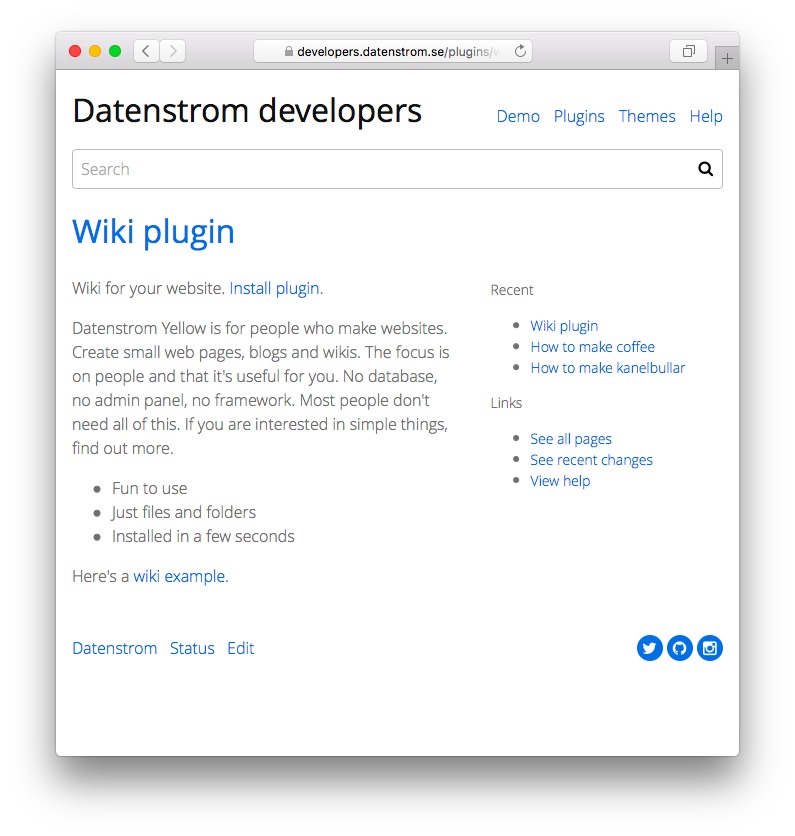 developers.datenstrom.se/plugins/
Datenstrom developers
Demo Plugins Themes Help
Search
Wiki plugin
Wiki for your website. Install plugin.
Datenstrom Yellow is for people who make websites.
Create small web pages, blogs and wikis. The focus is
on people and that it's useful for you. No database,
no admin panel, no framework. Most people don't
need all of this. If you are interested in simple things,
find out more.
Fun to use
Just files and folders
Installed in a few seconds
Here's a wiki example.
Recent
Wiki plugin
How to make coffee
How to make kanelbullar
Links
See all pages
See recent changes
View help
Datenstrom Status Edit